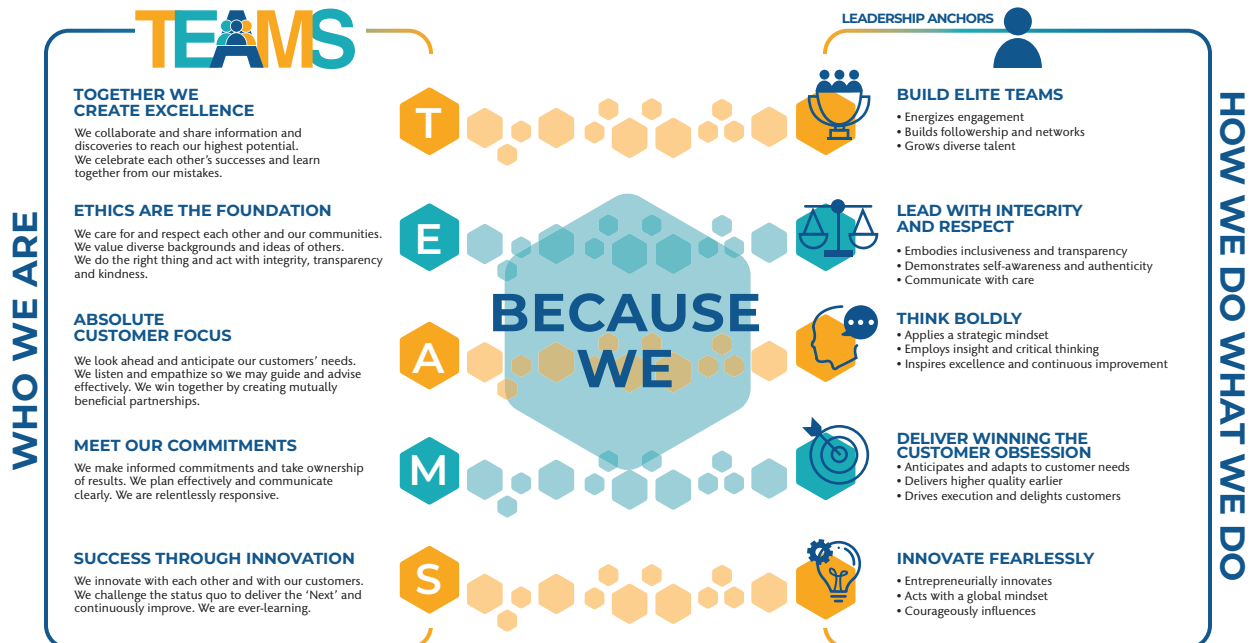 TEAMS
LEADERSHIP ANCHORS
WHO WE ARE
TOGETHER WE
CREATE EXCELLENCE
We collaborate and share information and
discoveries to reach our highest potential.
We celebrate each other's successes and learn
together from our mistakes.
T
BUILD ELITE TEAMS
• Energizes engagement
• Builds followership and networks
• Grows diverse talent
ETHICS ARE THE FOUNDATION
We care for and respect each other and our communities.
We value diverse backgrounds and ideas of others.
We do the right thing and act with integrity, transparency
and kindness.
E
LEAD WITH INTEGRITY
AND RESPECT
• Embodies inclusiveness and transparency
• Demonstrates self-awareness and authenticity
• Communicate with care
BECAUSE
WE
ABSOLUTE
CUSTOMER FOCUS
We look ahead and anticipate our customers' needs.
We listen and empathize so we may guide and advise
effectively. We win together by creating mutually
beneficial partnerships.
A
THINK BOLDLY
• Applies a strategic mindset
• Employs insight and critical thinking
• Inspires excellence and continuous improvement
MEET OUR COMMITMENTS
We make informed commitments and take ownership
of results. We plan effectively and communicate
clearly. We are relentlessly responsive.
M
DELIVER WINNING THE
CUSTOMER OBSESSION
• Anticipates and adapts to customer needs
• Delivers higher quality earlier
• Drives execution and delights customers
SUCCESS THROUGH INNOVATION
We innovate with each other and with our customers.
We challenge the status quo to deliver the 'Next' and
continuously improve. We are ever-learning.
S
INNOVATE FEARLESSLY
• Entrepreneurially innovates
• Acts with a global mindset
• Courageously influences
HOW WE DO WHAT WE DO